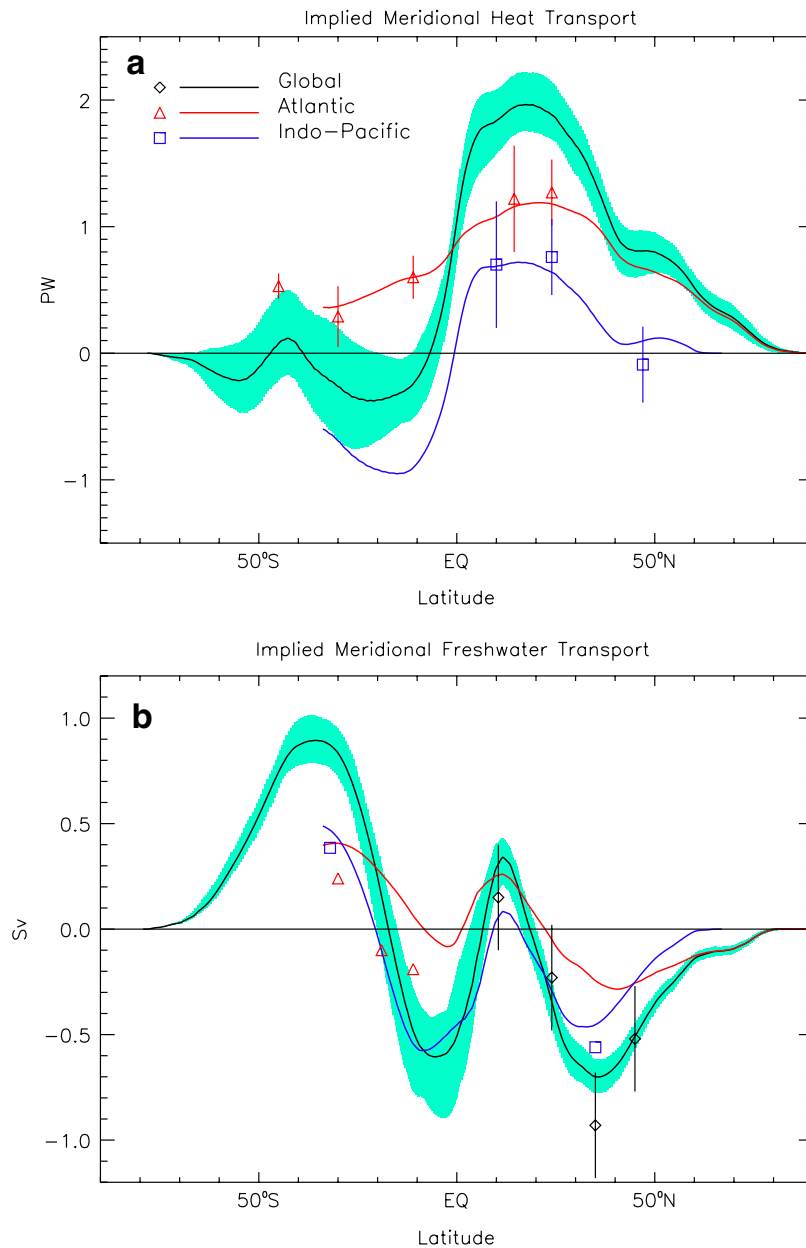 Implied Meridional Heat Transport
a
Global
Atlantic
Indo-Pacific
2
1
0
-1
PW
50°S
EQ
50°N
Latitude
Implied Meridional Freshwater Transport
b
1.0
0.5
0.0
-0.5
-1.0
Sv
50°S
EQ
50°N
Latitude